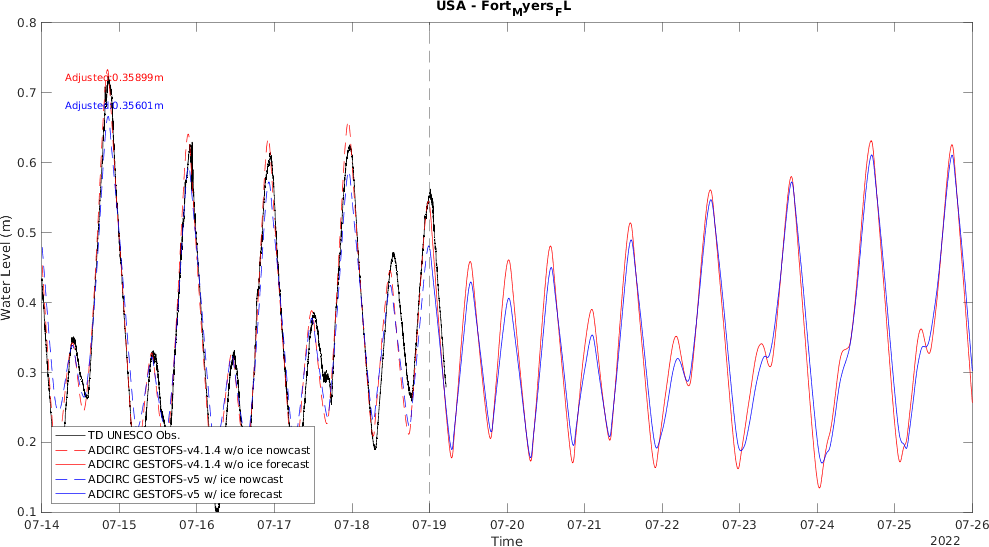 USA - FortMyersFL
0.8
0.7
0.6
0.5
0.4
0.3
0.2
0.1
Water Level (m)
Adjusted:0.35899m
Adjusted:0.35601m
TD UNESCO Obs.
ADCIRC GESTOFS-v4.1.4 w/o ice nowcast
ADCIRC GESTOFS-v4.1.4 w/o ice forecast
ADCIRC GESTOFS-v5 w/ ice nowcast
ADCIRC GESTOFS-v5 w/ ice forecast
07-14 07-15 07-16 07-17 07-18 07-19 07-20 07-21 07-22 07-23 07-24 07-25 07-26
Time
2022